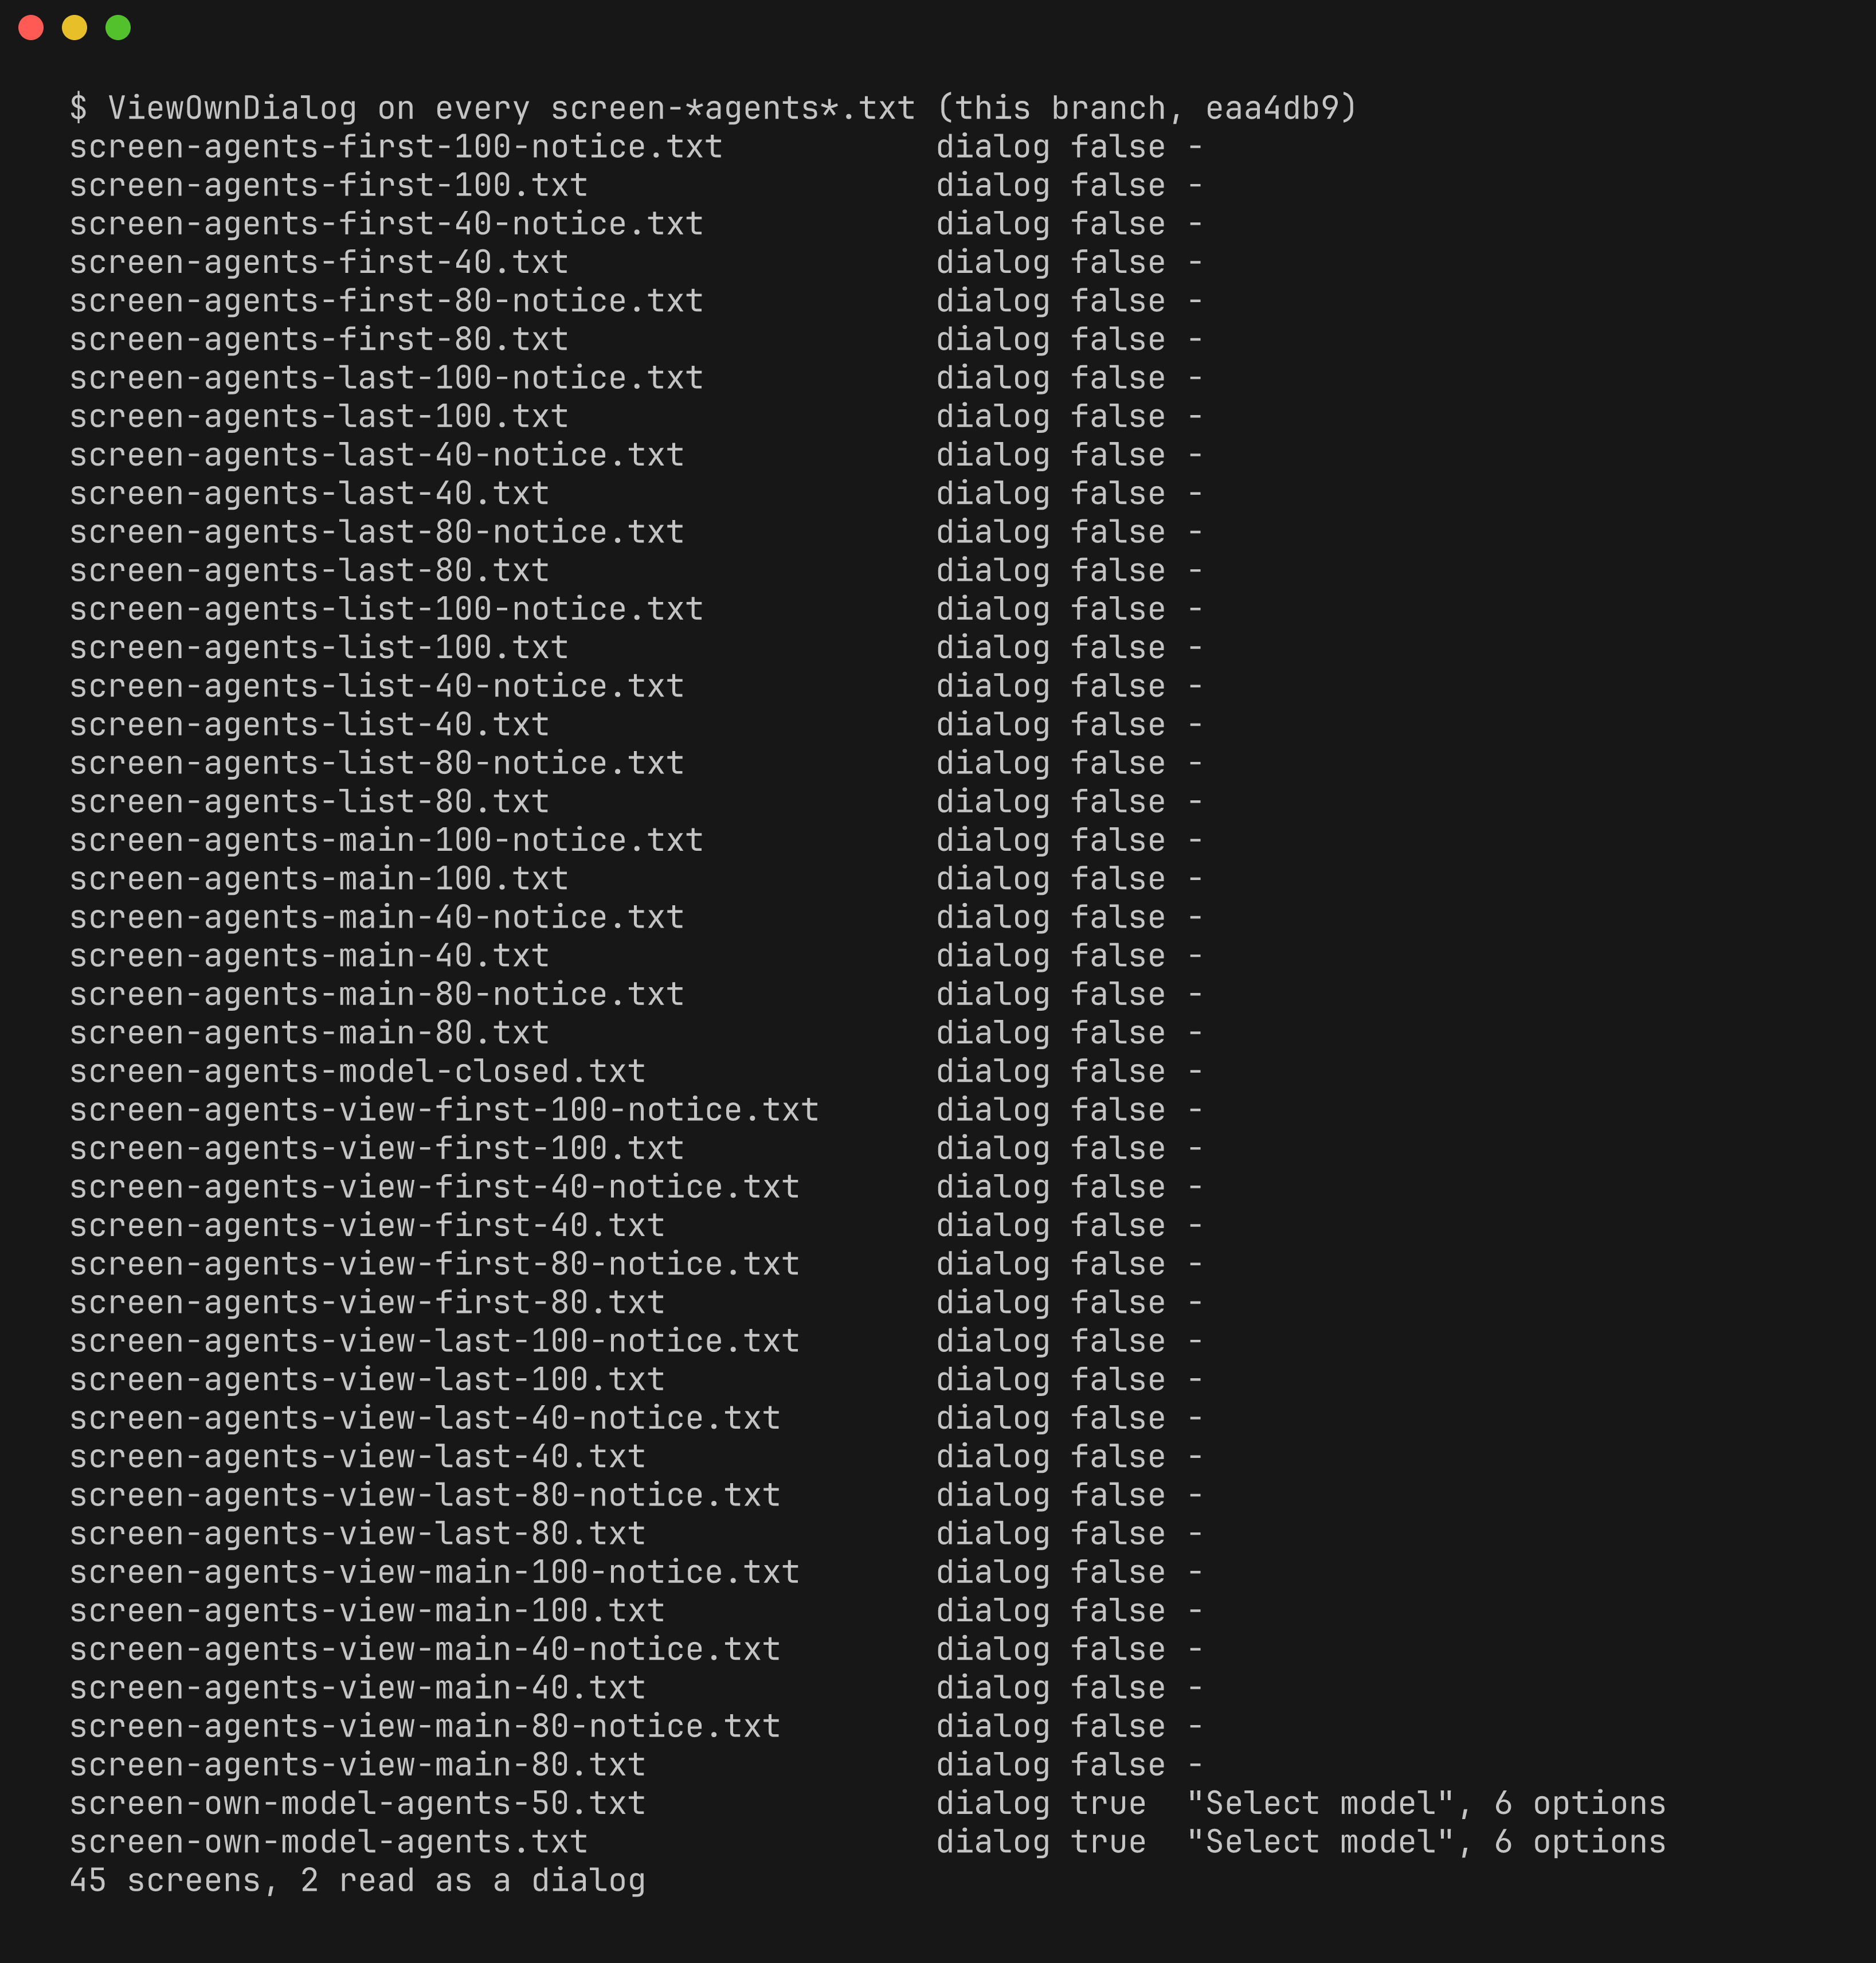 $ ViewOwnDialog on every screen-*agents*.txt (this branch, eaa4db9)
screen-agents-first-100-notice.txt           dialog false -
screen-agents-first-100.txt                  dialog false -
screen-agents-first-40-notice.txt            dialog false -
screen-agents-first-40.txt                   dialog false -
screen-agents-first-80-notice.txt            dialog false -
screen-agents-first-80.txt                   dialog false -
screen-agents-last-100-notice.txt            dialog false -
screen-agents-last-100.txt                   dialog false -
screen-agents-last-40-notice.txt             dialog false -
screen-agents-last-40.txt                    dialog false -
screen-agents-last-80-notice.txt             dialog false -
screen-agents-last-80.txt                    dialog false -
screen-agents-list-100-notice.txt            dialog false -
screen-agents-list-100.txt                   dialog false -
screen-agents-list-40-notice.txt             dialog false -
screen-agents-list-40.txt                    dialog false -
screen-agents-list-80-notice.txt             dialog false -
screen-agents-list-80.txt                    dialog false -
screen-agents-main-100-notice.txt            dialog false -
screen-agents-main-100.txt                   dialog false -
screen-agents-main-40-notice.txt             dialog false -
screen-agents-main-40.txt                    dialog false -
screen-agents-main-80-notice.txt             dialog false -
screen-agents-main-80.txt                    dialog false -
screen-agents-model-closed.txt               dialog false -
screen-agents-view-first-100-notice.txt      dialog false -
screen-agents-view-first-100.txt             dialog false -
screen-agents-view-first-40-notice.txt       dialog false -
screen-agents-view-first-40.txt              dialog false -
screen-agents-view-first-80-notice.txt       dialog false -
screen-agents-view-first-80.txt              dialog false -
screen-agents-view-last-100-notice.txt       dialog false -
screen-agents-view-last-100.txt              dialog false -
screen-agents-view-last-40-notice.txt        dialog false -
screen-agents-view-last-40.txt               dialog false -
screen-agents-view-last-80-notice.txt        dialog false -
screen-agents-view-last-80.txt               dialog false -
screen-agents-view-main-100-notice.txt       dialog false -
screen-agents-view-main-100.txt              dialog false -
screen-agents-view-main-40-notice.txt        dialog false -
screen-agents-view-main-40.txt               dialog false -
screen-agents-view-main-80-notice.txt        dialog false -
screen-agents-view-main-80.txt               dialog false -
screen-own-model-agents-50.txt               dialog true  "Select model", 6 options
screen-own-model-agents.txt                  dialog true  "Select model", 6 options
45 screens, 2 read as a dialog